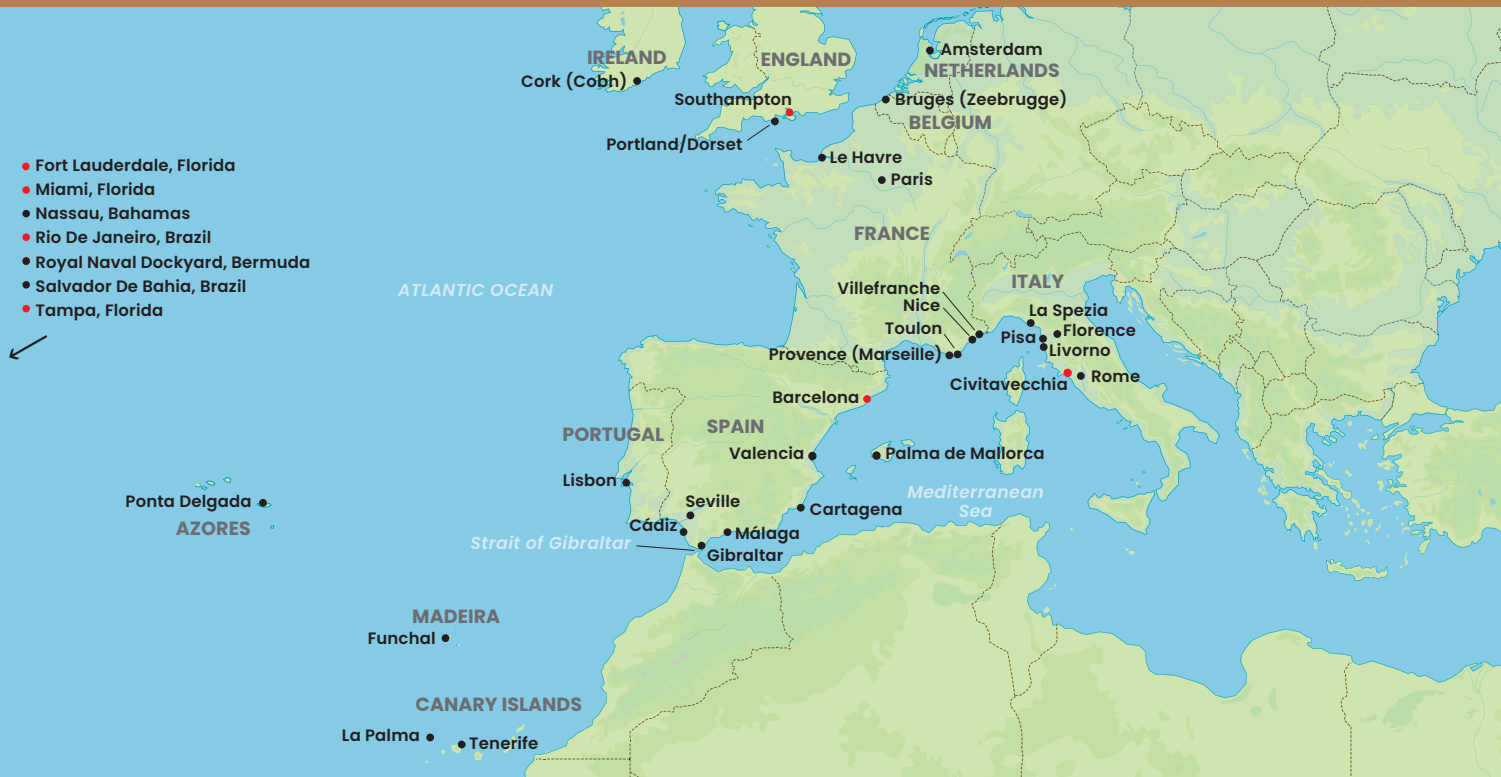 IRELAND
Cork (Cobh)
ENGLAND
Southampton
Portland/Dorset
Amsterdam
NETHERLANDS
Bruges (Zeebrugge)
BELGIUM
Le Havre
Paris
FRANCE
Fort Lauderdale, Florida
Miami, Florida
Nassau, Bahamas
Rio De Janeiro, Brazil
Royal Naval Dockyard, Bermuda
Salvador De Bahia, Brazil
Tampa, Florida
ATLANTIC OCEAN
Villefranche
Nice
Toulon
Provence (Marseille)
ITALY
La Spezia
Florence
Pisa
Livorno
Civitavecchia
Rome
Barcelona
SPAIN
PORTUGAL
Valencia
Palma de Mallorca
Lisbon
Mediterranean
Sea
Seville
Cartagena
Cádiz
Málaga
Strait of Gibraltar
Gibraltar
Ponta Delgada
AZORES
MADEIRA
Funchal
CANARY ISLANDS
La Palma
Tenerife